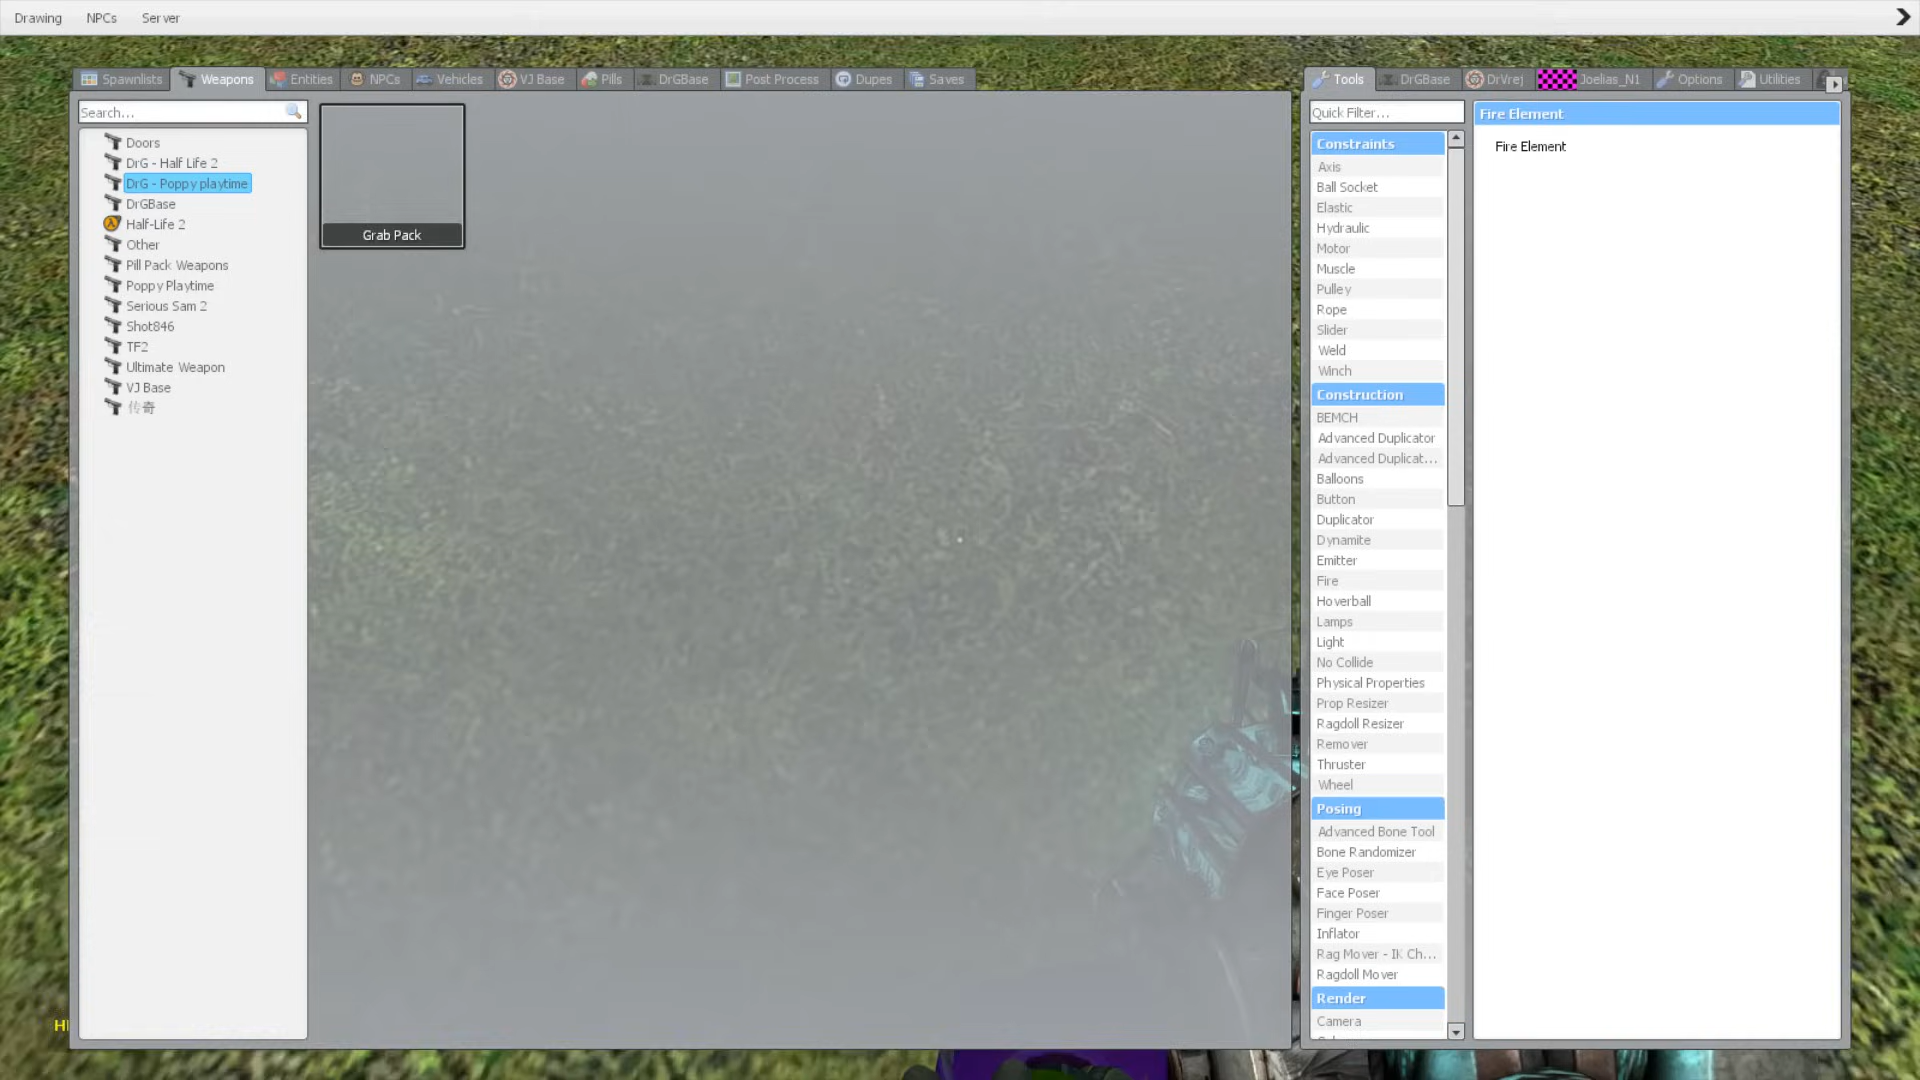 Drawing NPCs Server
Spawnlists Weapons Entities NPCs Vehicles VJ Base Pills DrGBase Post Process Dupes Saves
Search...
Doors
DrG - Half Life 2
DrG - Poppy playtime
DrGBase
Half-Life 2
Other
Pill Pack Weapons
Poppy Playtime
Serious Sam 2
Shot846
TF2
Ultimate Weapon
VJ Base
传奇
Grab Pack
Tools DrGBase DrVrej Joelias_N1 Options Utilities
Quick Filter...
Constraints
Axis
Ball Socket
Elastic
Hydraulic
Motor
Muscle
Pulley
Rope
Slider
Weld
Winch
Construction
BEMCH
Advanced Duplicator
Advanced Duplicat...
Balloons
Button
Duplicator
Dynamite
Emitter
Fire
Hoverball
Lamps
Light
No Collide
Physical Properties
Prop Resizer
Ragdoll Resizer
Remover
Thruster
Wheel
Posing
Advanced Bone Tool
Bone Randomizer
Eye Poser
Face Poser
Finger Poser
Inflator
Rag Mover - IK Ch...
Ragdoll Mover
Render
Camera
Fire Element
Fire Element